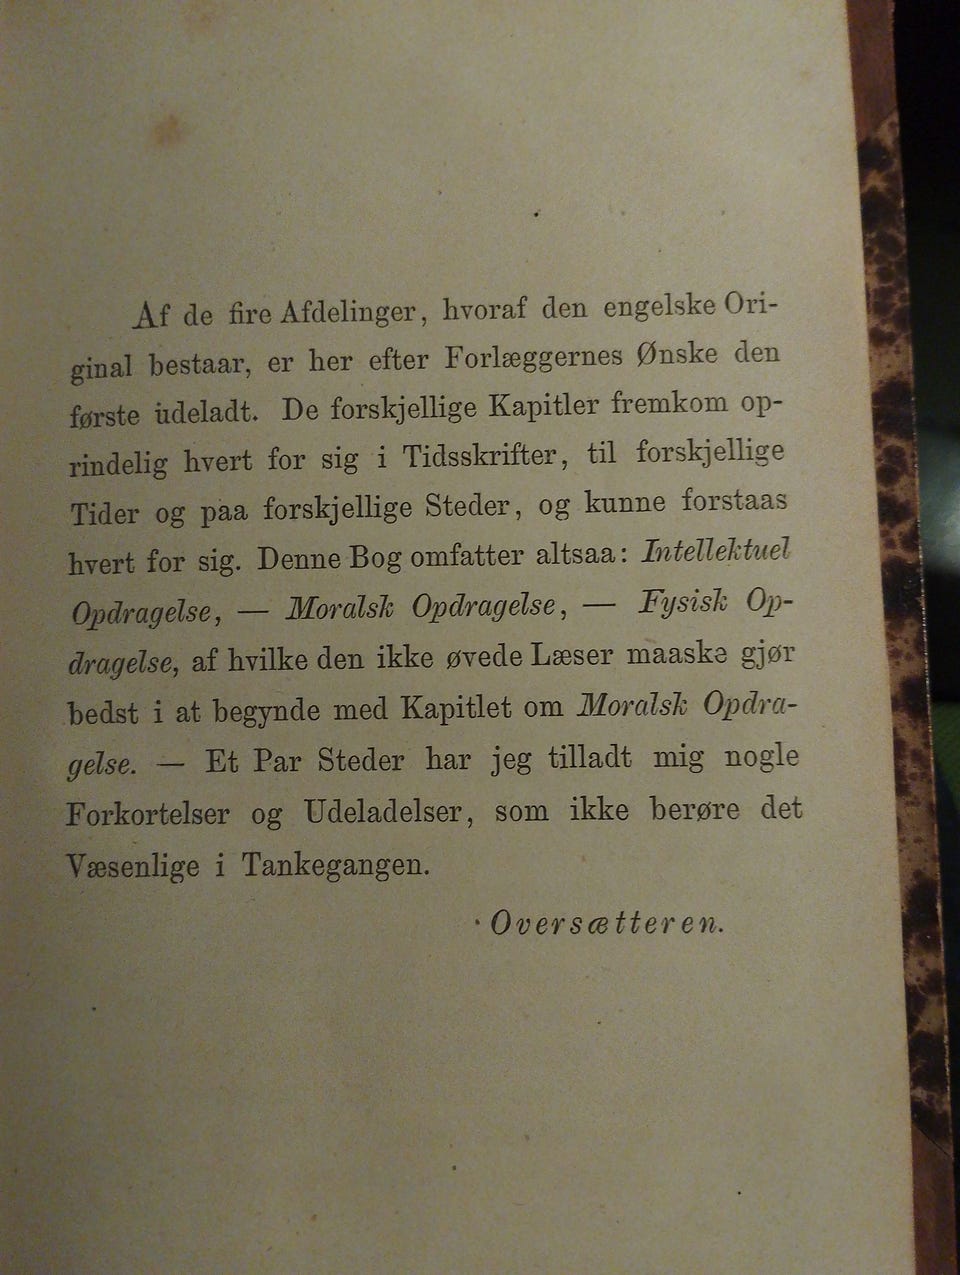 Af de fire Afdelinger, hvoraf den engelske Ori-
ginal bestaar, er her efter Forlæggernes Ønske den
første udeladt. De forskjellige Kapitler fremkom op-
rindelig hvert for sig i Tidsskrifter, til forskjellige
Tider og paa forskjellige Steder, og kunne forstaas
hvert for sig. Denne Bog omfatter altsaa: Intellektuel
Opdragelse, — Moralsk Opdragelse, — Fysisk Op-
dragelse, af hvilke den ikke øvede Læser maaske gjør
bedst i at begynde med Kapitlet om Moralsk Opdra-
gelse. — Et Par Steder har jeg tilladt mig nogle
Forkortelser og Udeladelser, som ikke berøre det
Væsenlige i Tankegangen.
Oversætteren.